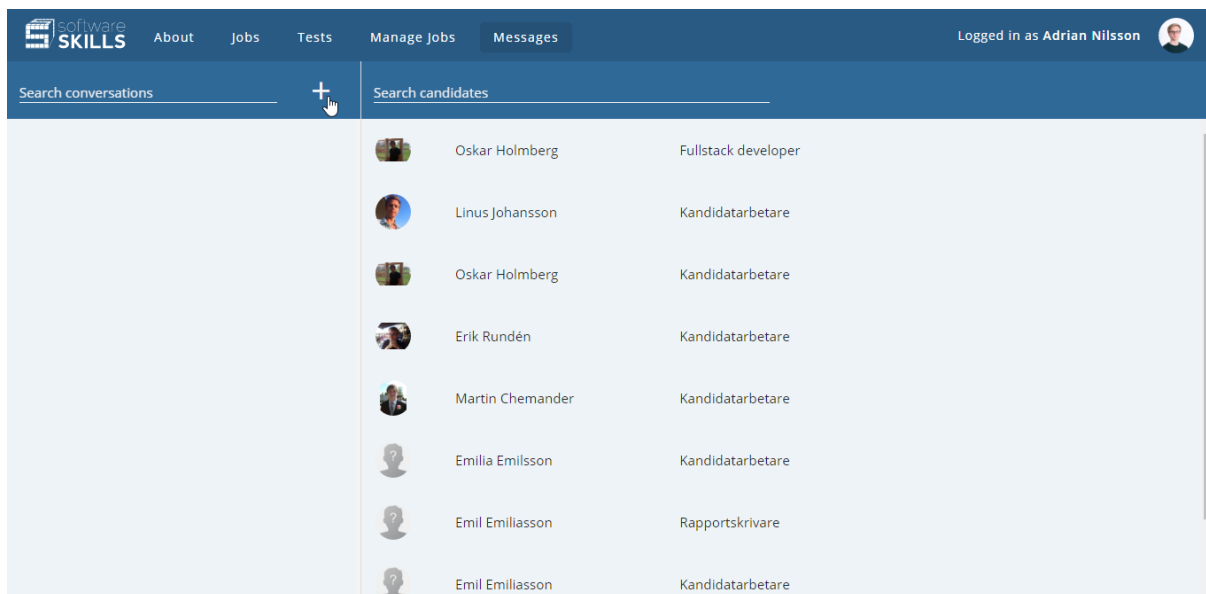 software
SKILLS
About Jobs Tests Manage Jobs Messages Logged in as Adrian Nilsson
Search conversations + Search candidates
Oskar Holmberg Fullstack developer
Linus Johansson Kandidatarbetare
Oskar Holmberg Kandidatarbetare
Erik Rundén Kandidatarbetare
Martin Chemander Kandidatarbetare
Emilia Emilsson Kandidatarbetare
Emil Emiliasson Rapportskrivare
Emil Emiliasson Kandidatarbetare